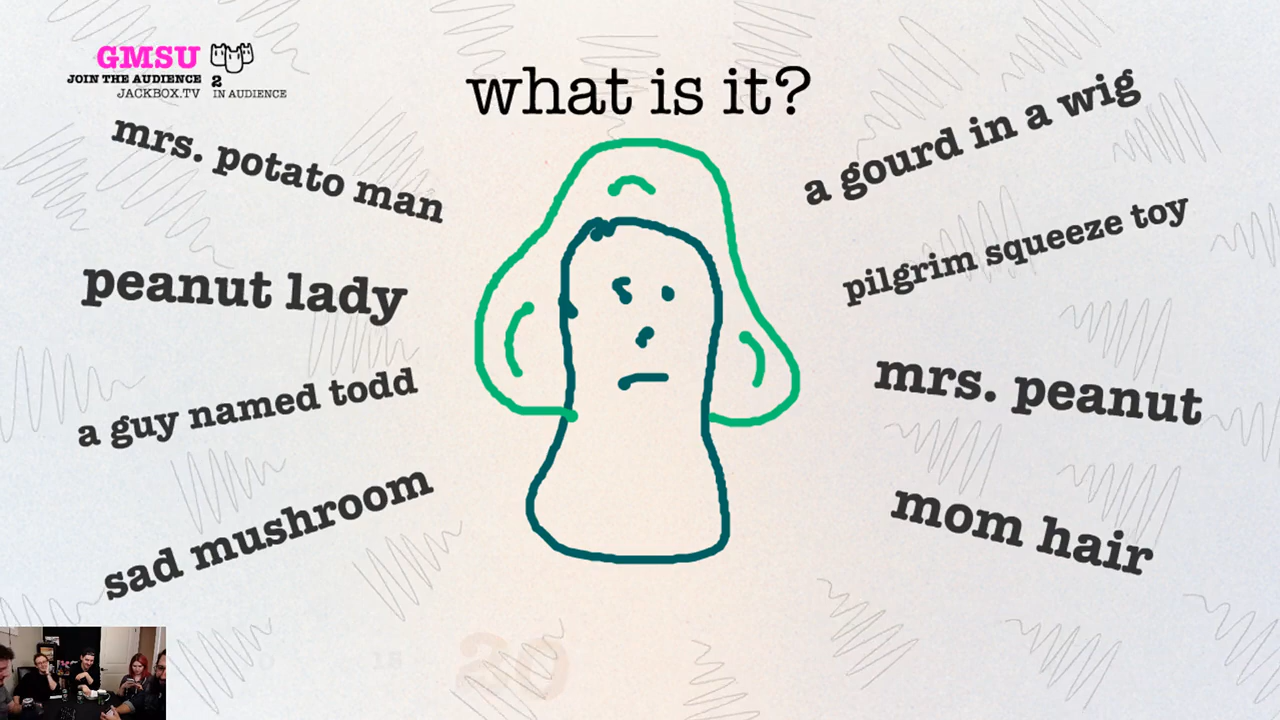 GMSU
JOIN THE AUDIENCE 2
JACKBOX.TV IN AUDIENCE
what is it?
mrs. potato man
peanut lady
a guy named todd
sad mushroom
a gourd in a wig
pilgrim squeeze toy
mrs. peanut
mom hair
20